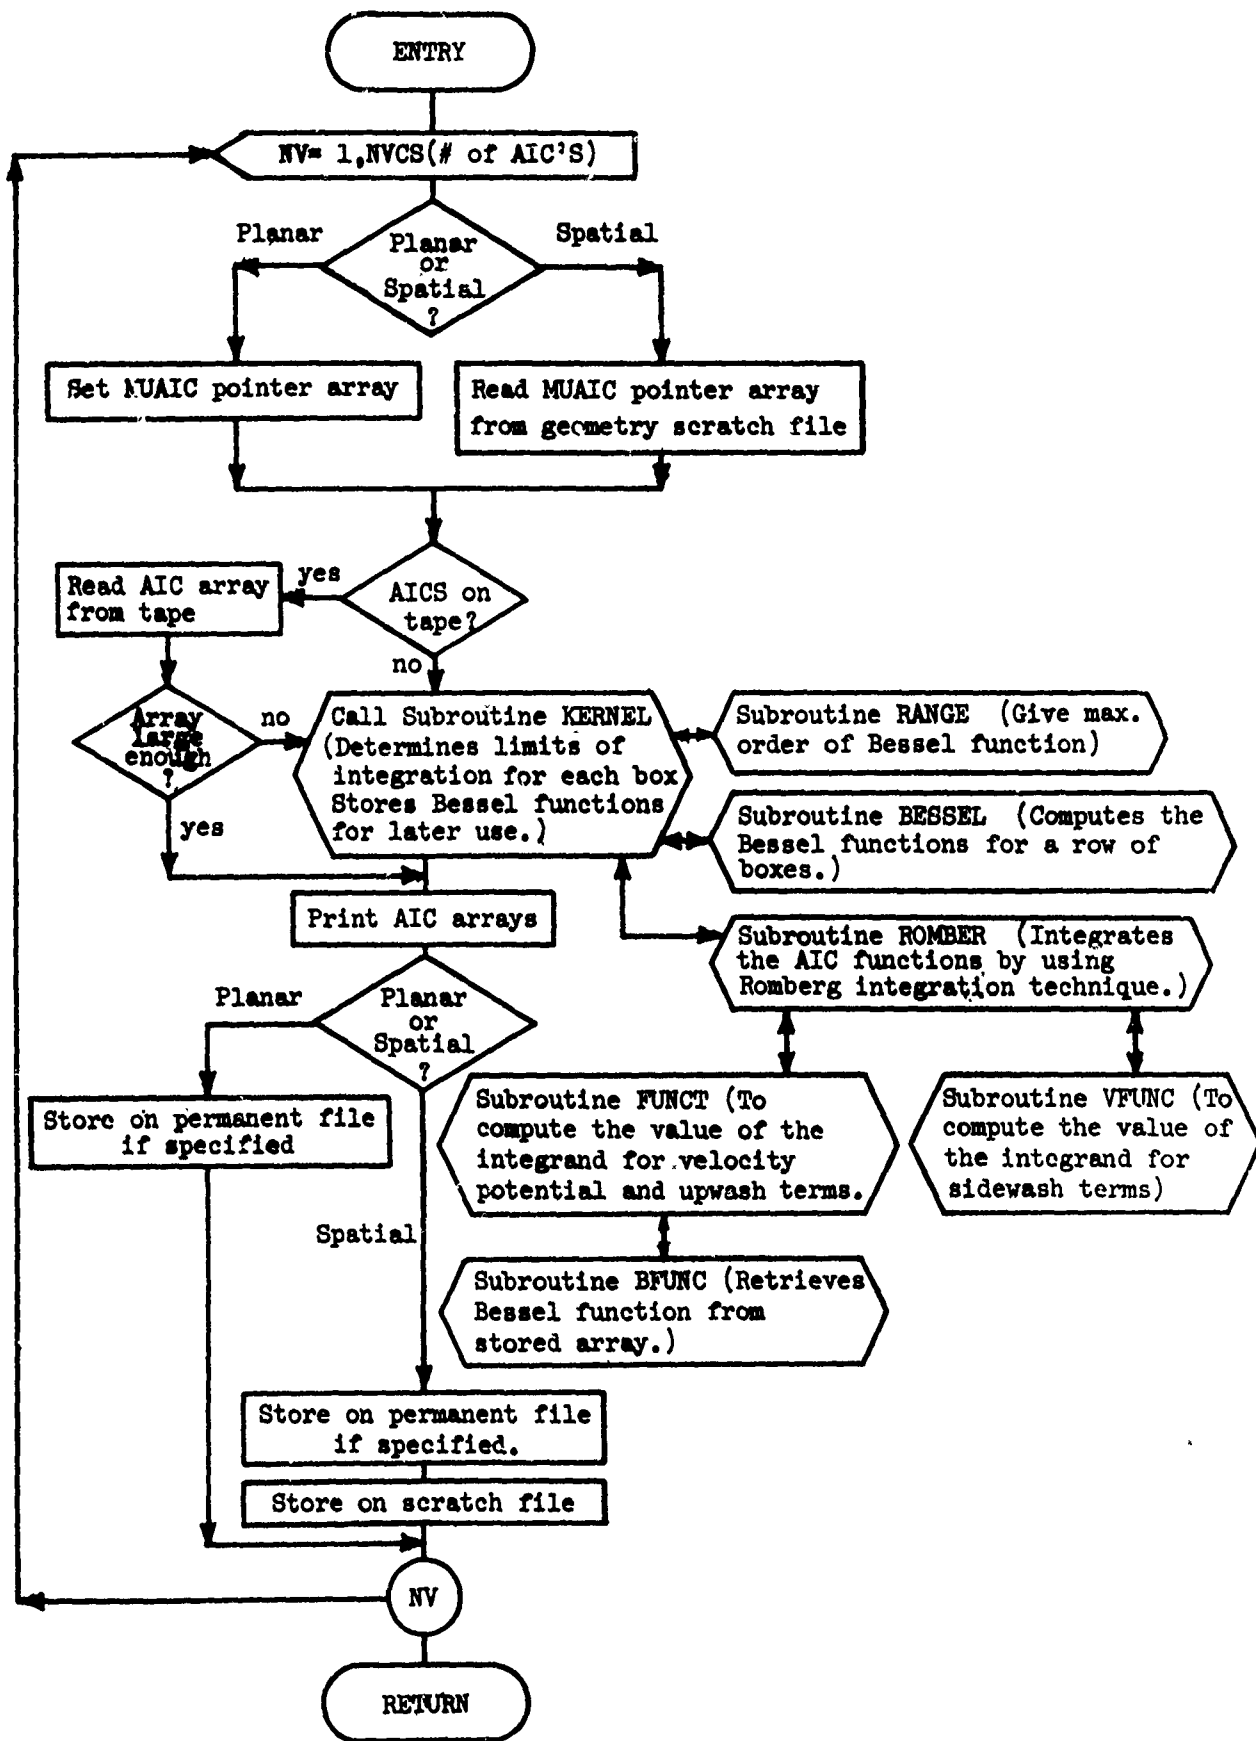 ENTRY
NV= 1,NVCS(# of AIC'S)
Planar
Spatial
Planar
or
Spatial
?
Set MUAIC pointer array
Read MUAIC pointer array
from geometry scratch file
Read AIC array
from tape
yes
AICS on
tape?
no
Array
large
enough
?
no
yes
Call Subroutine KERNEL
(Determines limits of
integration for each box
Stores Bessel functions
for later use.)
Subroutine RANGE (Give max.
order of Bessel function)
Subroutine BESSEL (Computes the
Bessel functions for a row of
boxes.)
Print AIC arrays
Subroutine ROMBER (Integrates
the AIC functions by using
Romberg integration technique.)
Planar
Planar
or
Spatial
?
Store on permanent file
if specified
Subroutine FUNCT (To
compute the value of the
integrand for velocity
potential and upwash terms.
Subroutine VFUNC (To
compute the value of
the integrand for
sidewash terms)
Spatial
Subroutine BFUNC (Retrieves
Bessel function from
stored array.)
Store on permanent file
if specified.
Store on scratch file
NV
RETURN